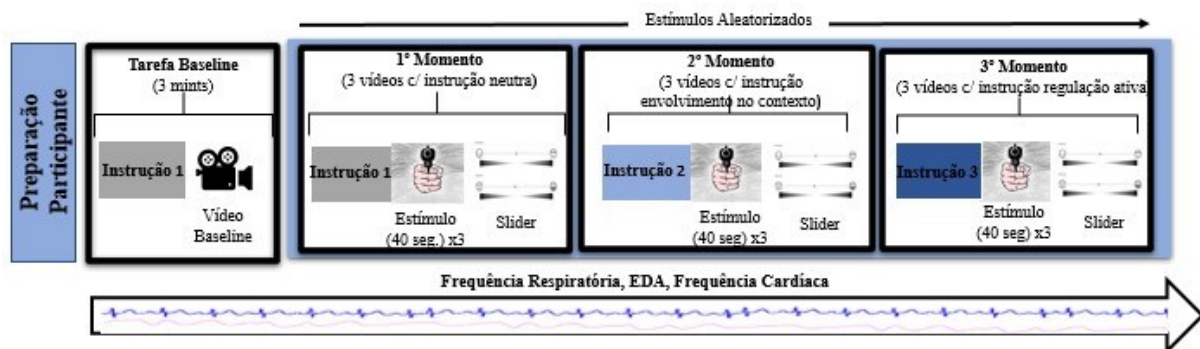 Estímulos Aleatorizados
Preparação
Participante
Tarefa Baseline
(3 mints)
Instrução 1
Vídeo
Baseline
1º Momento
(3 vídeos c/ instrução neutra)
Instrução 1
Estímulo
(40 seg.) x3
Slider
2º Momento
(3 vídeos c/ instrução
envolvimento no contexto)
Instrução 2
Estímulo
(40 seg) x3
Slider
3º Momento
(3 vídeos c/ instrução regulação ativa)
Instrução 3
Estímulo
(40 seg) x3
Slider
Frequência Respiratória, EDA, Frequência Cardíaca